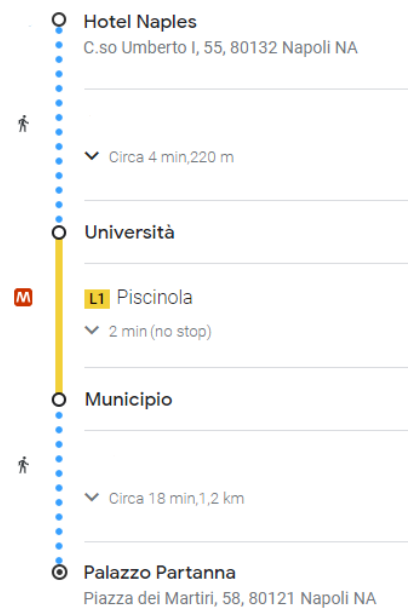 Hotel Naples
C.so Umberto I, 55, 80132 Napoli NA
Circa 4 min,220 m
Università
M
L1 Piscinola
2 min (no stop)
Municipio
Circa 18 min,1,2 km
Palazzo Partanna
Piazza dei Martiri, 58, 80121 Napoli NA